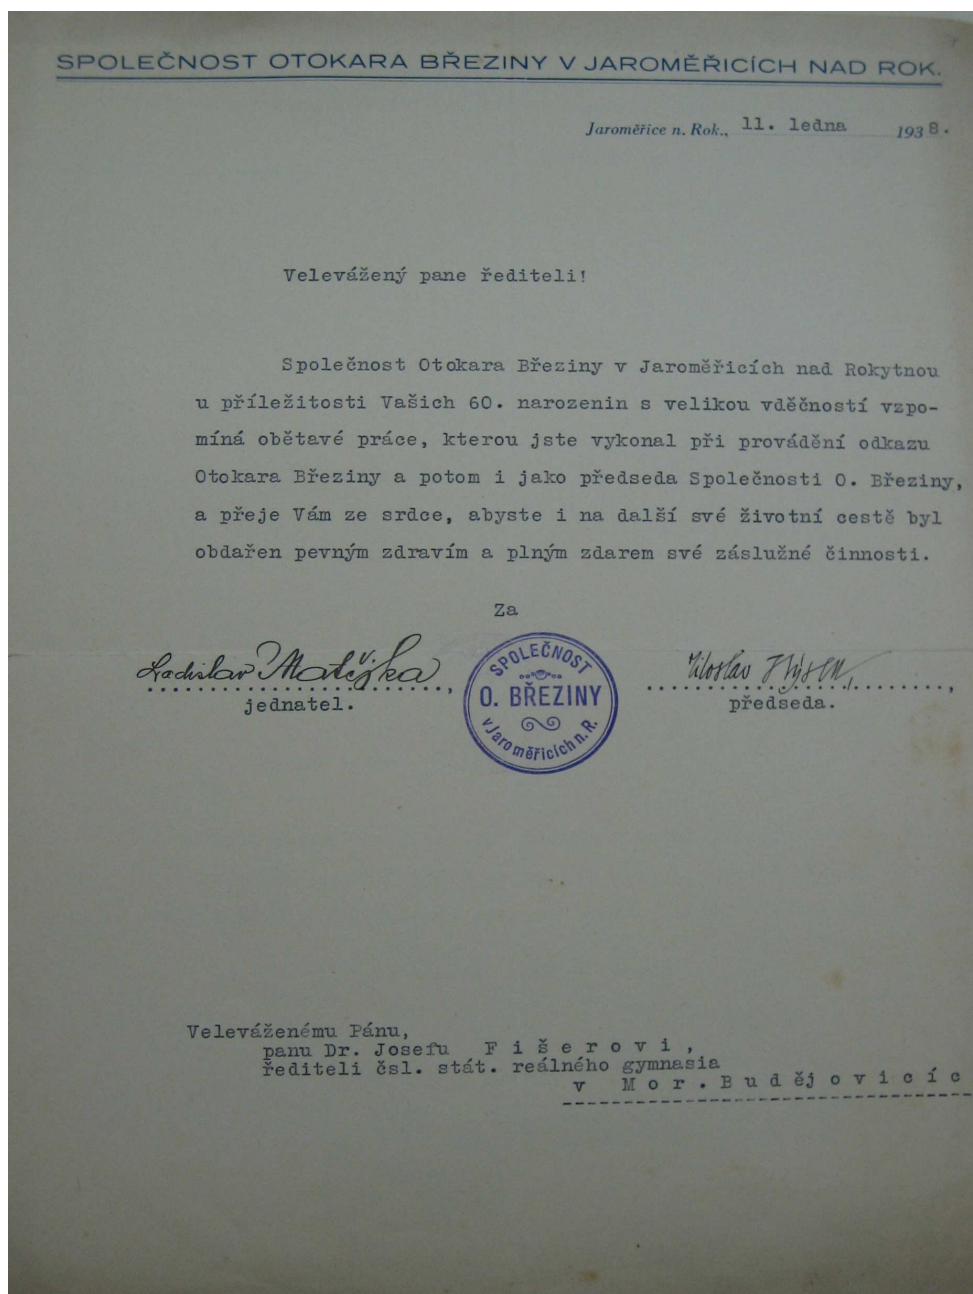 SPOLEČNOST OTOKARA BŘEZINY V JAROMĚŘICÍCH NAD ROK.
Jaroměřice n. Rok., 11. ledna 1938.
Velevážený pane řediteli!
Společnost Otokara Březiny v Jaroměřicích nad Rokytnou
u příležitosti Vašich 60. narozenin s velikou vděčností vzpo-
míná obětavé práce, kterou jste vykonal při provádění odkazu
Otokara Březiny a potom i jako předseda Společnosti O. Březiny,
a přeje Vám ze srdce, abyste i na další své životní cestě byl
obdařen pevným zdravím a plným zdarem své záslužné činnosti.
Za
Ladislav Matějka
jednatel.
SPOLEČNOST
O. BŘEZINY
v Jaroměřicích n. R.
předseda.
Veleváženému Pánu,
panu Dr. Josefu F i š e r o v i ,
řediteli čsl. stát. reálného gymnasia
v M o r . B u d ě j o v i c í c